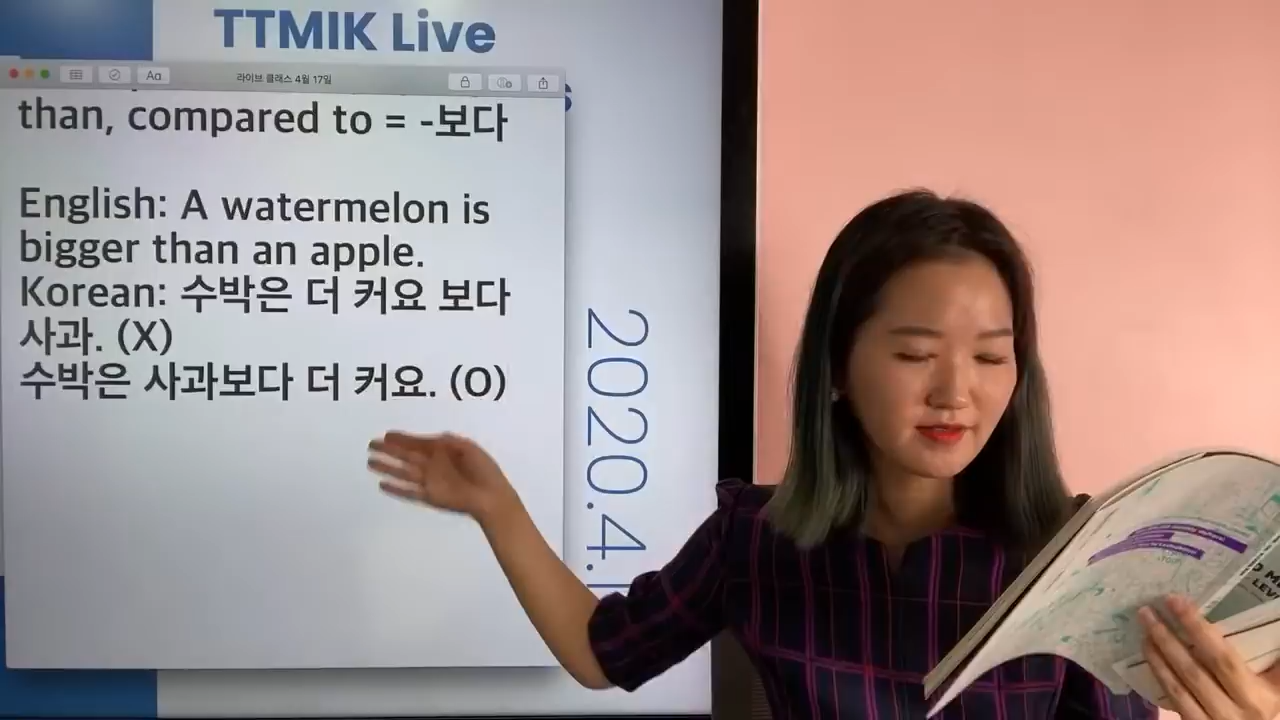 TTMIK Live
Aa
라이브 클래스 4월 17일
s
than, compared to = -보다
English: A watermelon is
bigger than an apple.
Korean: 수박은 더 커요 보다
사과. (X)
수박은 사과보다 더 커요. (O)
2020.4.
LEV